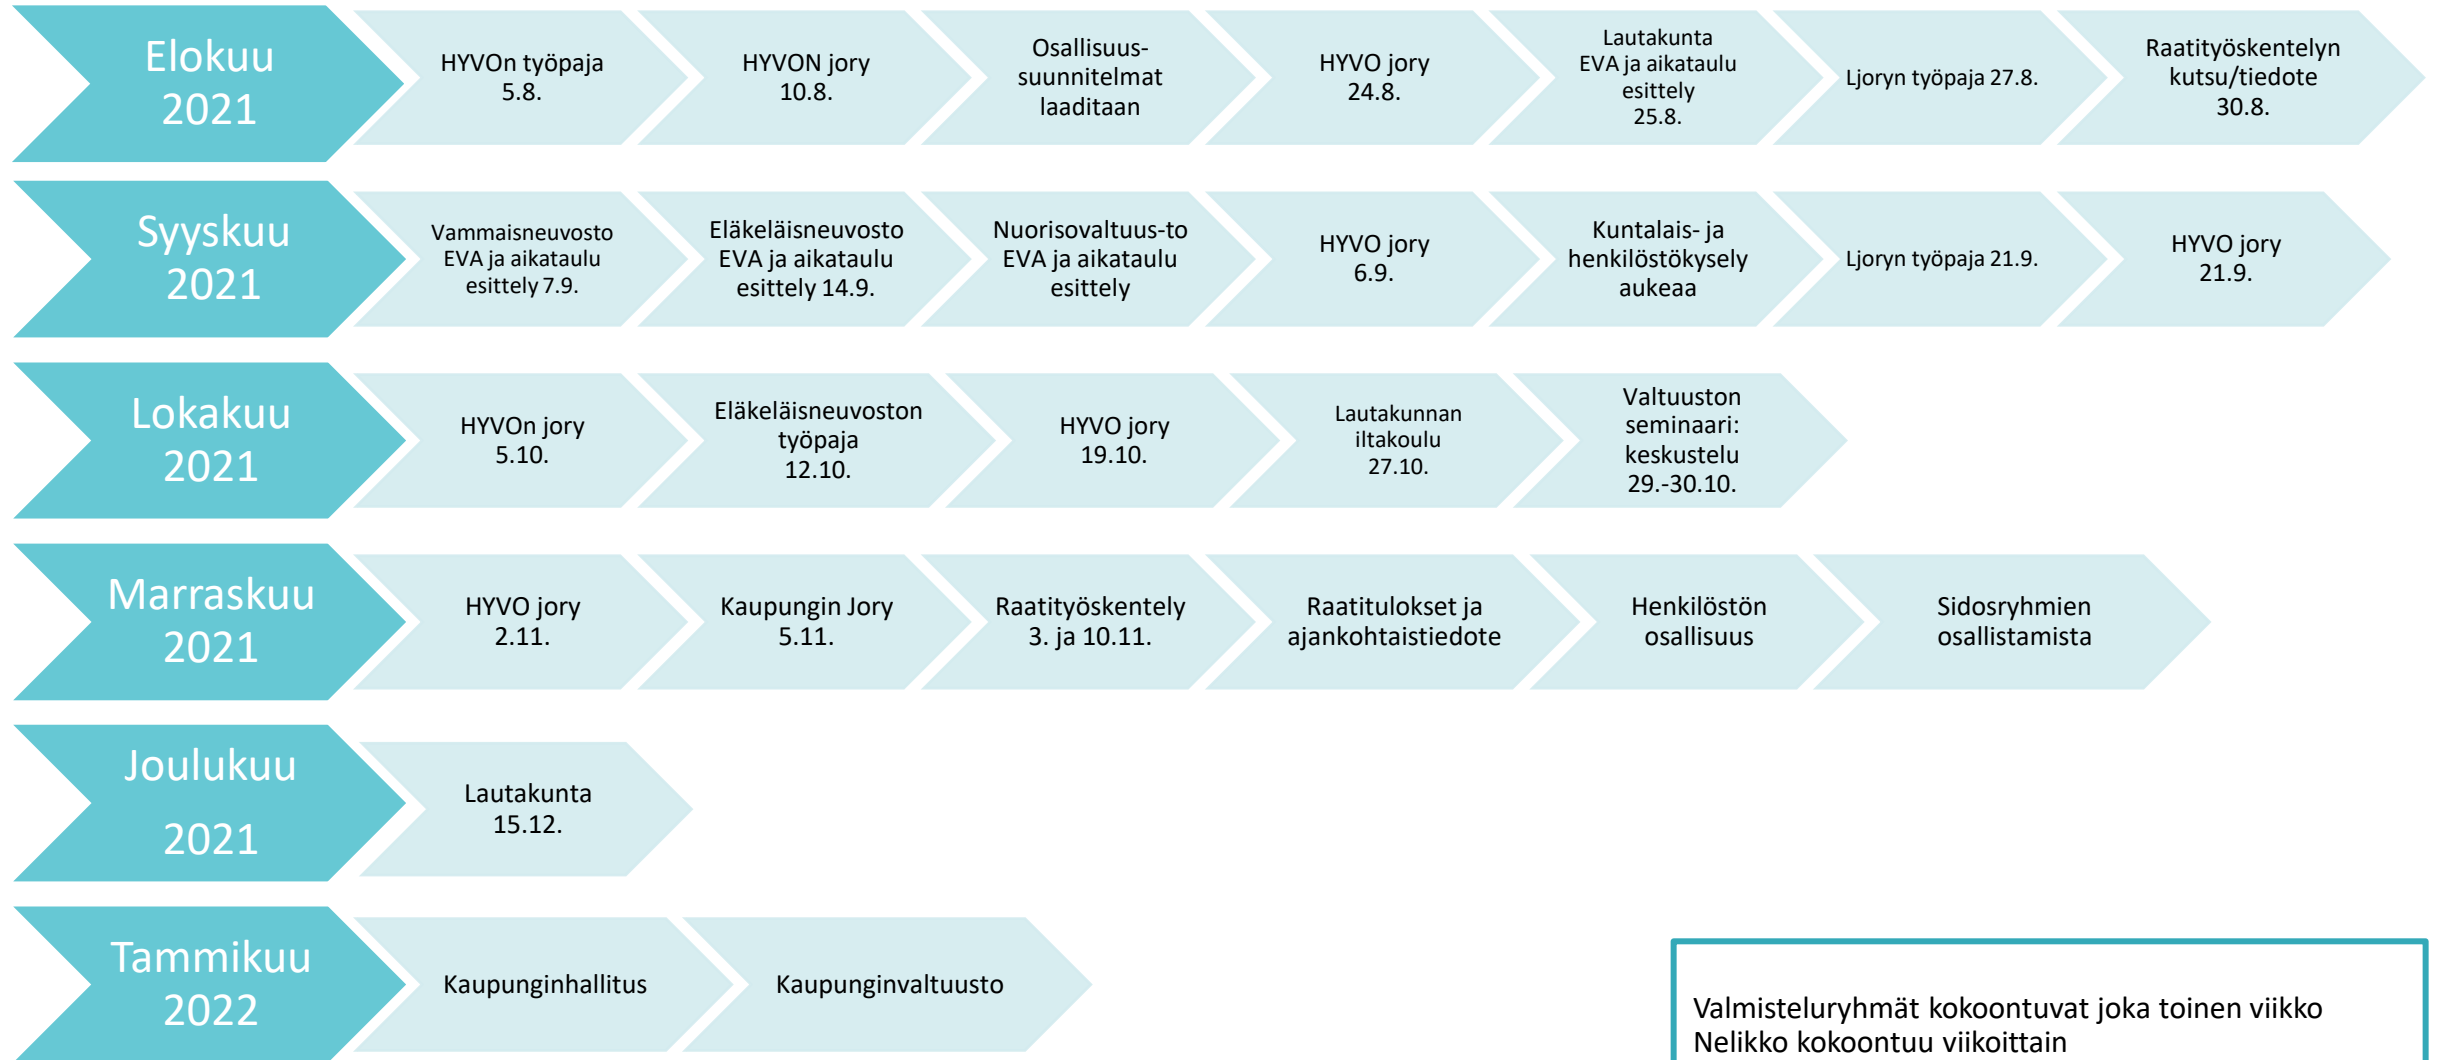 Elokuu
2021
HYVOn työpaja
5.8.
HYVON jory
10.8.
Osallisuus-
suunnitelmat
laaditaan
HYVO jory
24.8.
Lautakunta
EVA ja aikataulu
esittely
25.8.
Ljoryn työpaja 27.8.
Raatityöskentelyn
kutsu/tiedote
30.8.
Syyskuu
2021
Vammaisneuvosto
EVA ja aikataulu
esittely 7.9.
Eläkeläisneuvosto
EVA ja aikataulu
esittely 14.9.
Nuorisovaltuus-to
EVA ja aikataulu
esittely
HYVO jory
6.9.
Kuntalais- ja
henkilöstökysely
aukeaa
Ljoryn työpaja 21.9.
HYVO jory
21.9.
Lokakuu
2021
HYVOn jory
5.10.
Eläkeläisneuvoston
työpaja
12.10.
HYVO jory
19.10.
Lautakunnan
iltakoulu
27.10.
Valtuuston
seminaari:
keskustelu
29.-30.10.
Marraskuu
2021
HYVO jory
2.11.
Kaupungin Jory
5.11.
Raatityöskentely
3. ja 10.11.
Raatitulokset ja
ajankohtaistiedote
Henkilöstön
osallisuus
Sidosryhmien
osallistamista
Joulukuu
2021
Lautakunta
15.12.
Tammikuu
2022
Kaupunginhallitus
Kaupunginvaltuusto
Valmisteluryhmät kokoontuvat joka toinen viikko
Nelikko kokoontuu viikoittain